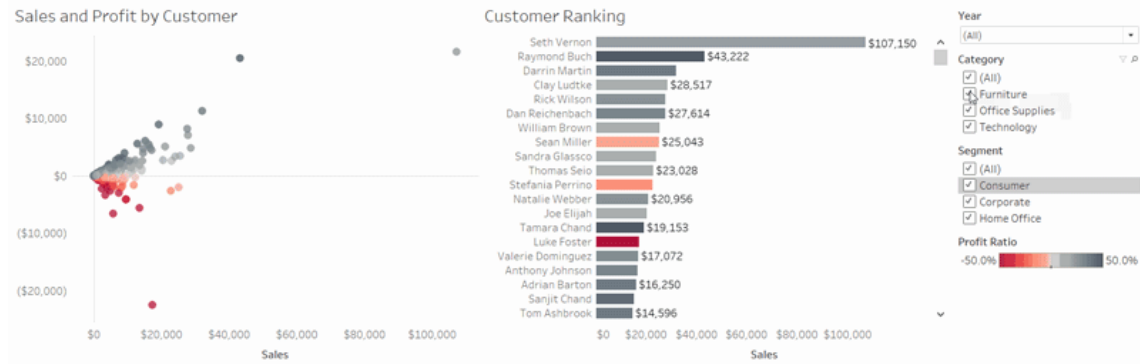 Sales and Profit by Customer
$20,000
$10,000
$0
($10,000)
($20,000)
$0 $20,000 $40,000 $60,000 $80,000 $100,000
Sales
Customer Ranking
Seth Vernon $107,150
Raymond Buch $43,222
Darrin Martin
Clay Ludtke $28,517
Rick Wilson
Dan Reichenbach $27,614
William Brown
Sean Miller $25,043
Sandra Glassco
Thomas Seio $23,028
Stefania Perrino
Natalie Webber $20,956
Joe Elijah
Tamara Chand $19,153
Luke Foster
Valerie Dominguez $17,072
Anthony Johnson
Adrian Barton $16,250
Sanjit Chand
Tom Ashbrook $14,596
$0 $20,000 $40,000 $60,000 $80,000 $100,000
Sales
Year
(All)
Category
(All)
Furniture
Office Supplies
Technology
Segment
(All)
Consumer
Corporate
Home Office
Profit Ratio
-50.0% 50.0%